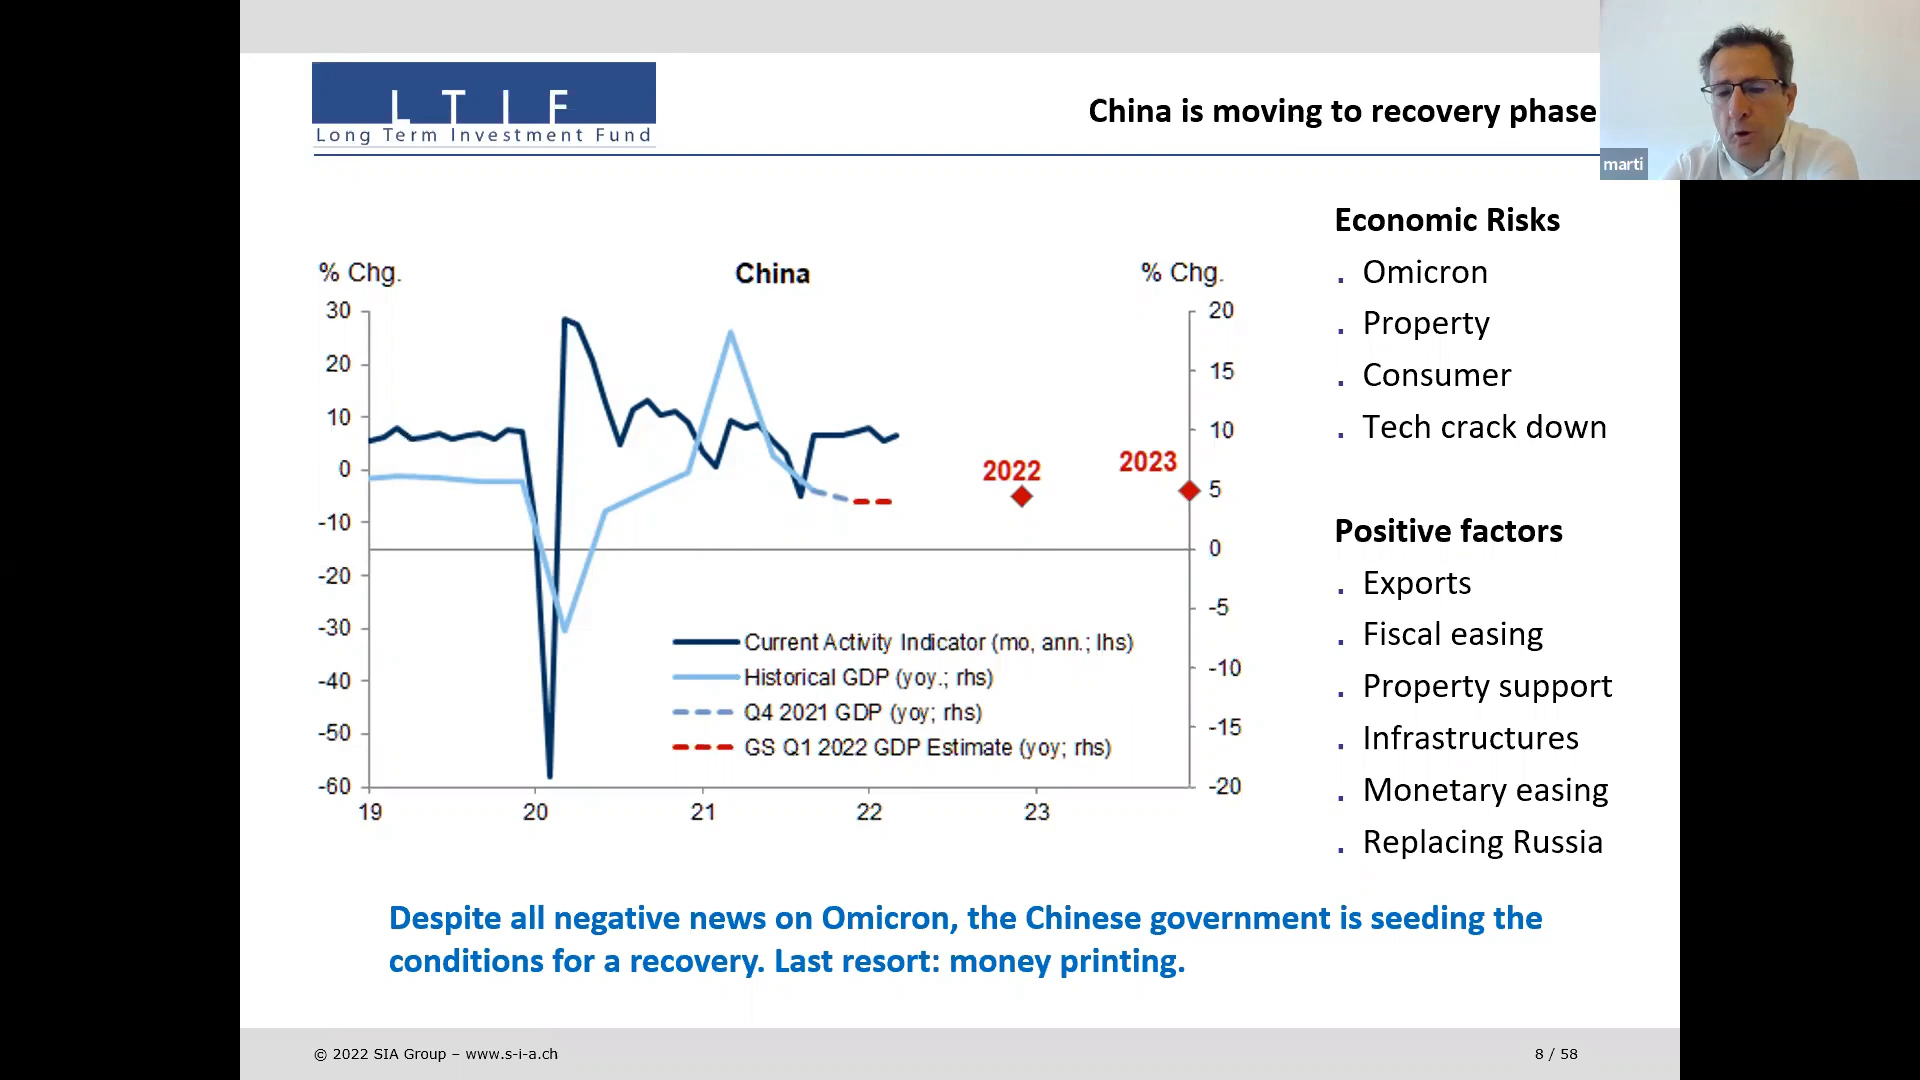 LTIF
Long Term Investment Fund
China is moving to recovery phase
marti
% Chg.
China
% Chg.
30
20
10
0
-10
-20
-30
-40
-50
-60
20
15
10
5
0
-5
-10
-15
-20
2022
2023
Current Activity Indicator (mo, ann.; lhs)
Historical GDP (yoy.; rhs)
Q4 2021 GDP (yoy; rhs)
GS Q1 2022 GDP Estimate (yoy; rhs)
19
20
21
22
23
Economic Risks
. Omicron
. Property
. Consumer
. Tech crack down
Positive factors
. Exports
. Fiscal easing
. Property support
. Infrastructures
. Monetary easing
. Replacing Russia
Despite all negative news on Omicron, the Chinese government is seeding the
conditions for a recovery. Last resort: money printing.
© 2022 SIA Group – www.s-i-a.ch
8 / 58